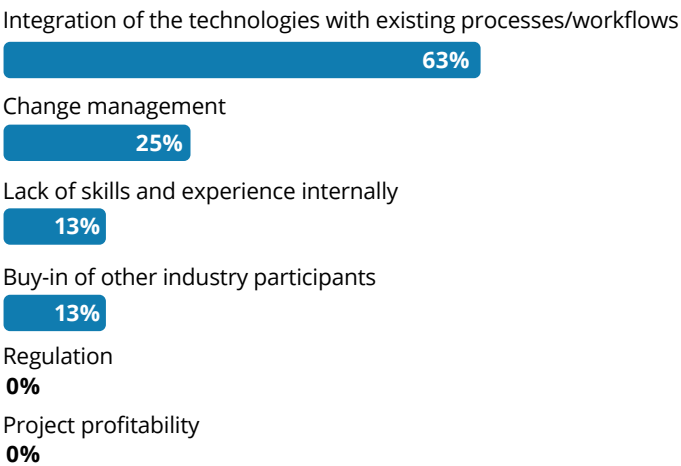 Integration of the technologies with existing processes/workflows
63%
Change management
25%
Lack of skills and experience internally
13%
Buy-in of other industry participants
13%
Regulation
0%
Project profitability
0%